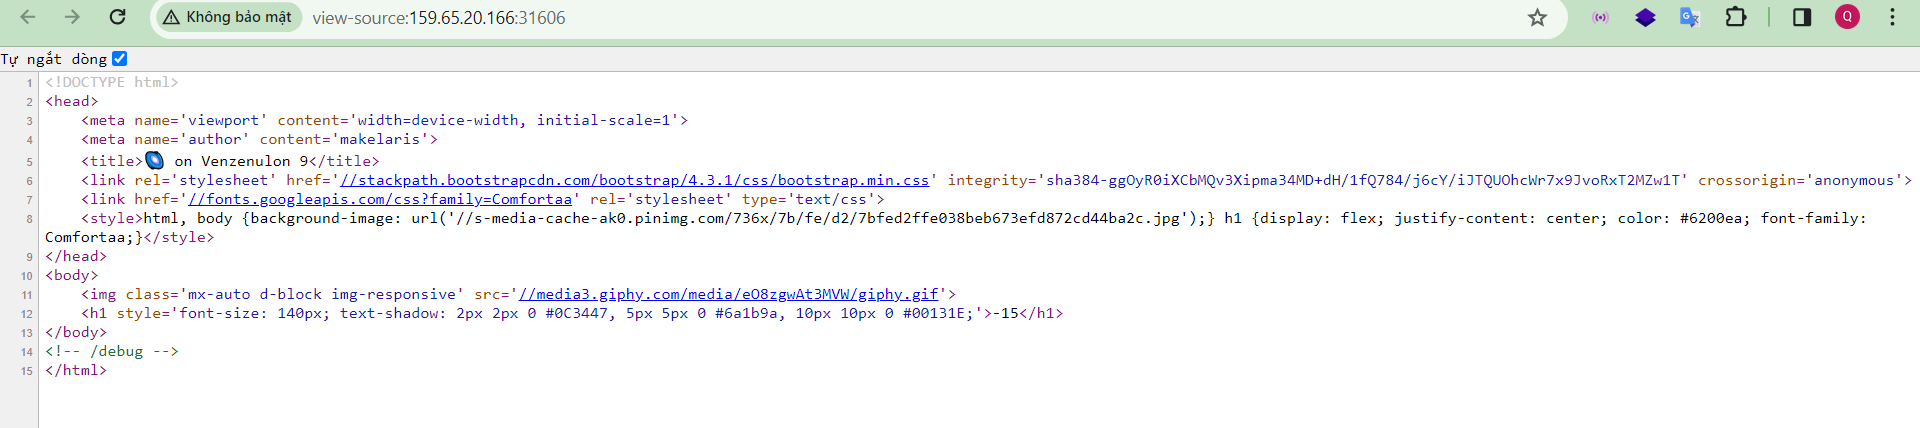 Không bảo mật view-source:159.65.20.166:31606 Q
Tự ngắt dòng
1 <!DOCTYPE html>
2 <head>
3 <meta name='viewport' content='width=device-width, initial-scale=1'>
4 <meta name='author' content='makelaris'>
5 <title> on Venzenulon 9</title>
6 <link rel='stylesheet' href='//stackpath.bootstrapcdn.com/bootstrap/4.3.1/css/bootstrap.min.css' integrity='sha384-ggOyR0iXCbMQv3Xipma34MD+dH/1fQ784/j6cY/iJTQUOhcWr7x9JvoRxT2MZw1T' crossorigin='anonymous'>
7 <link href='//fonts.googleapis.com/css?family=Comfortaa' rel='stylesheet' type='text/css'>
8 <style>html, body {background-image: url('//s-media-cache-ak0.pinimg.com/736x/7b/fe/d2/7bfed2ffe038beb673efd872cd44ba2c.jpg');} h1 {display: flex; justify-content: center; color: #6200ea; font-family:
Comfortaa;}</style>
9 </head>
10 <body>
11 <img class='mx-auto d-block img-responsive' src='//media3.giphy.com/media/eO8zgwAt3MVW/giphy.gif'>
12 <h1 style='font-size: 140px; text-shadow: 2px 2px 0 #0C3447, 5px 5px 0 #6a1b9a, 10px 10px 0 #00131E;'>-15</h1>
13 </body>
14 <!-- /debug -->
15 </html>